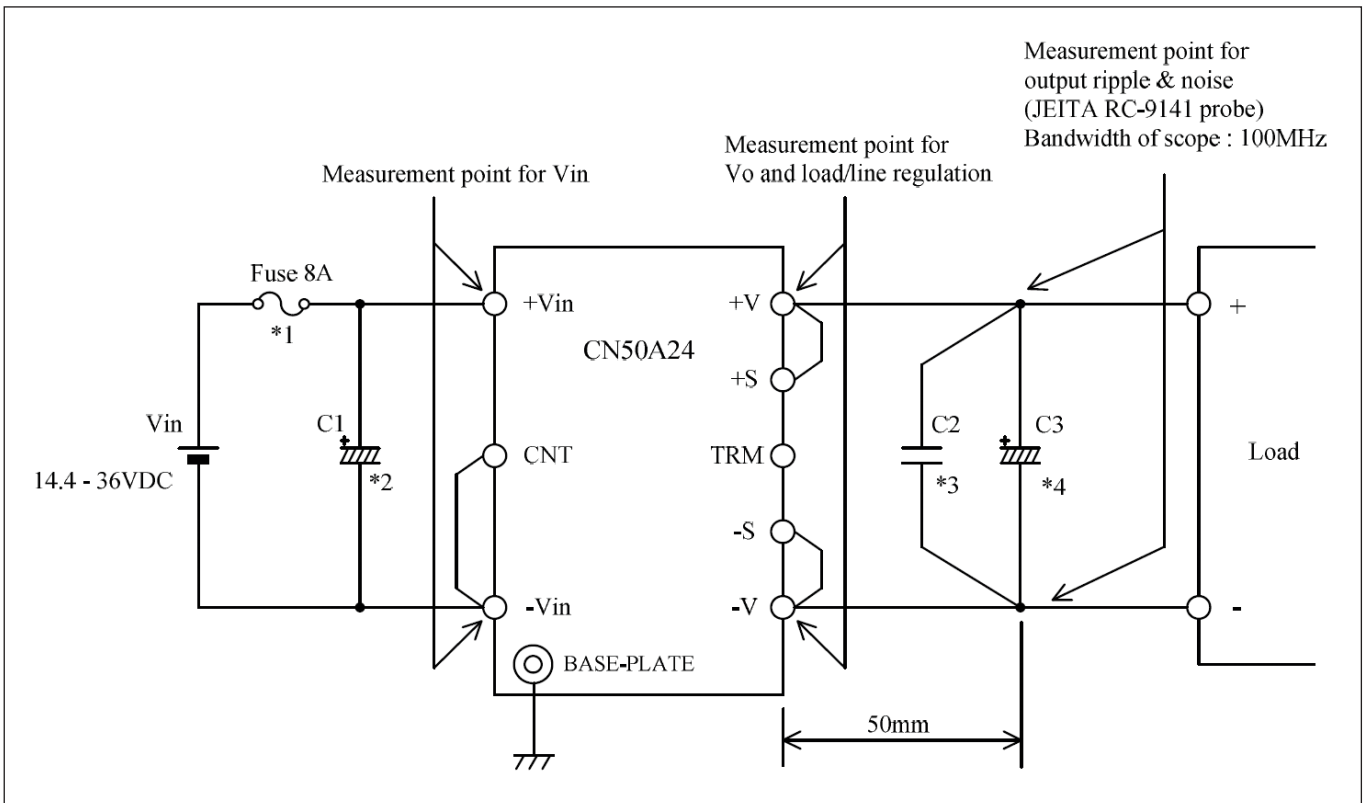 Measurement point for
output ripple & noise
(JEITA RC-9141 probe)
Bandwidth of scope : 100MHz
Measurement point for
Vo and load/line regulation
Measurement point for Vin
Fuse 8A
*1
+Vin
+V
+
CN50A24
+S
Vin
14.4 - 36VDC
C1
+
*2
CNT
TRM
C2
*3
C3
+
*4
Load
-S
-Vin
-V
-
BASE-PLATE
50mm